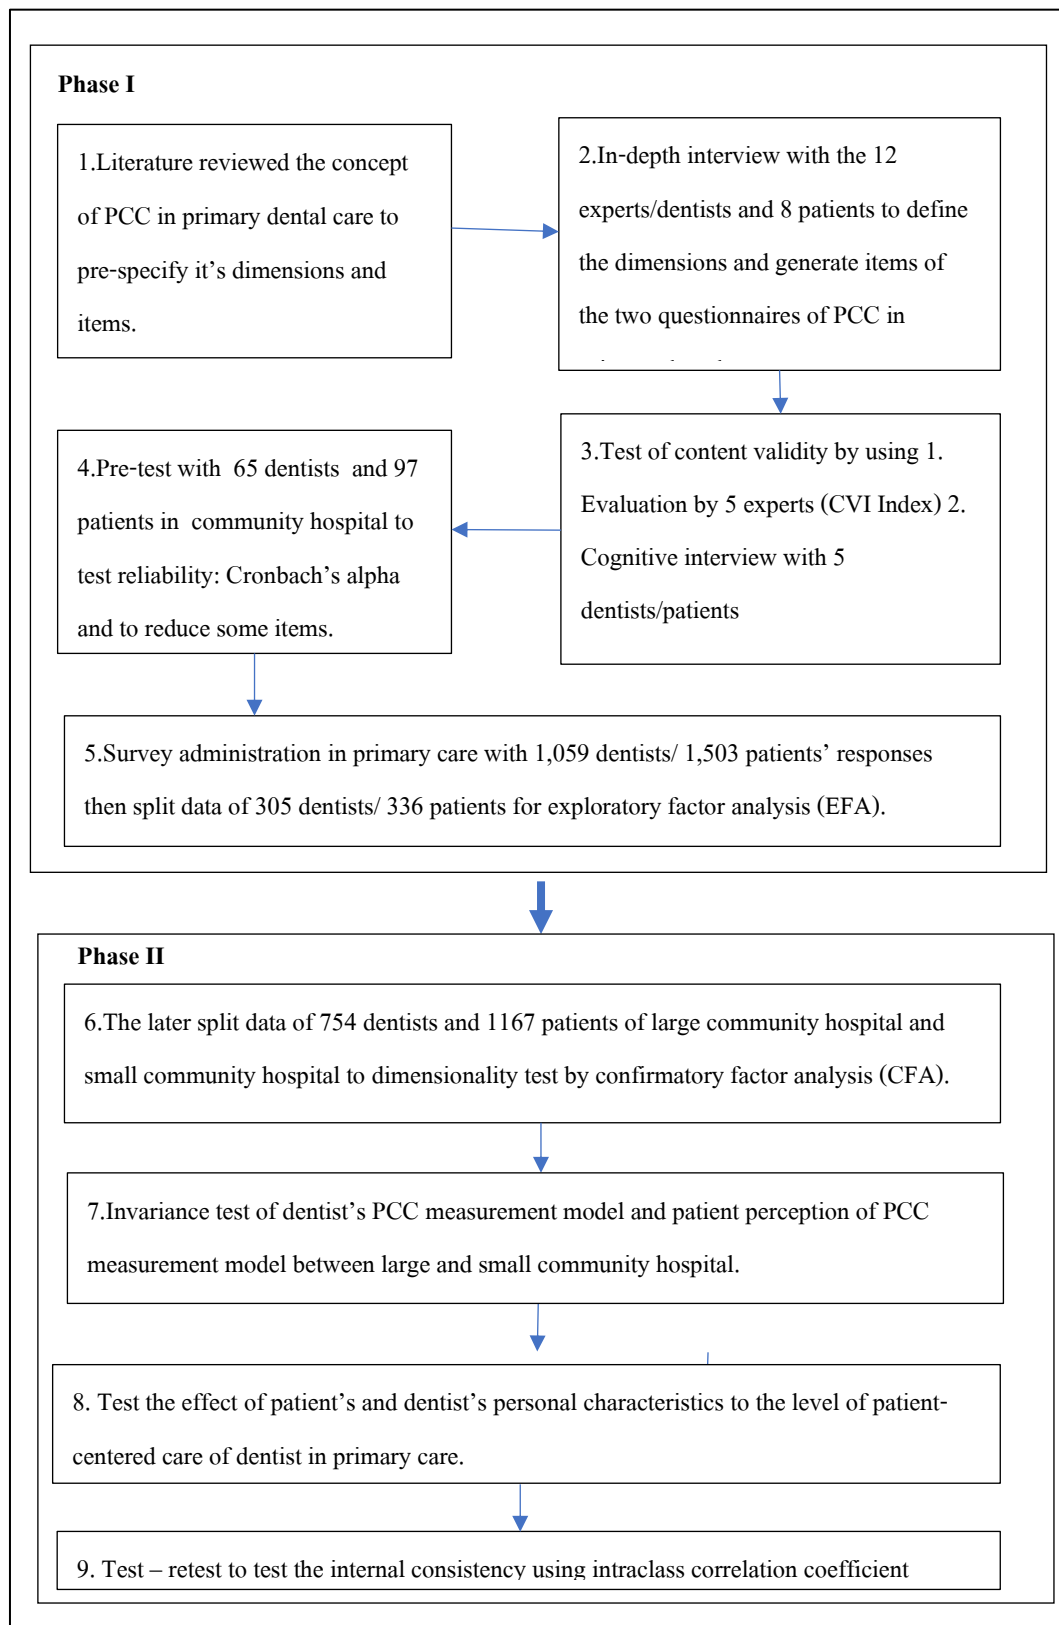 Phase I
1.Literature reviewed the concept
of PCC in primary dental care to
pre-specify it’s dimensions and
items.
2.In-depth interview with the 12
experts/dentists and 8 patients to define
the dimensions and generate items of
the two questionnaires of PCC in
3.Test of content validity by using 1.
Evaluation by 5 experts (CVI Index) 2.
Cognitive interview with 5
dentists/patients
4.Pre-test with 65 dentists and 97
patients in community hospital to
test reliability: Cronbach’s alpha
and to reduce some items.
5.Survey administration in primary care with 1,059 dentists/ 1,503 patients’ responses
then split data of 305 dentists/ 336 patients for exploratory factor analysis (EFA).
Phase II
6.The later split data of 754 dentists and 1167 patients of large community hospital and
small community hospital to dimensionality test by confirmatory factor analysis (CFA).
7.Invariance test of dentist’s PCC measurement model and patient perception of PCC
measurement model between large and small community hospital.
8. Test the effect of patient’s and dentist’s personal characteristics to the level of patient-
centered care of dentist in primary care.
9. Test – retest to test the internal consistency using intraclass correlation coefficient